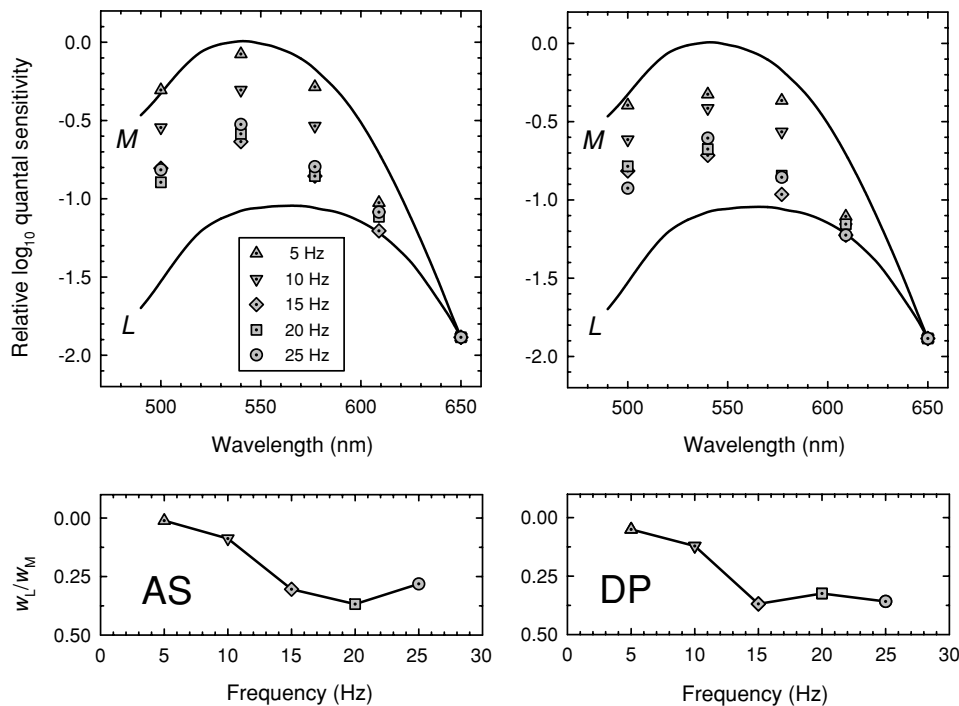 0.0
-0.5
-1.0
-1.5
-2.0
Relative log10 quantal sensitivity
M
L
5 Hz
10 Hz
15 Hz
20 Hz
25 Hz
500 550 600 650
Wavelength (nm)
0.0
-0.5
-1.0
-1.5
-2.0
M
L
500 550 600 650
Wavelength (nm)
0.00
0.25
0.50
wL/wM
AS
0 5 10 15 20 25 30
Frequency (Hz)
0.00
0.25
0.50
DP
0 5 10 15 20 25 30
Frequency (Hz)